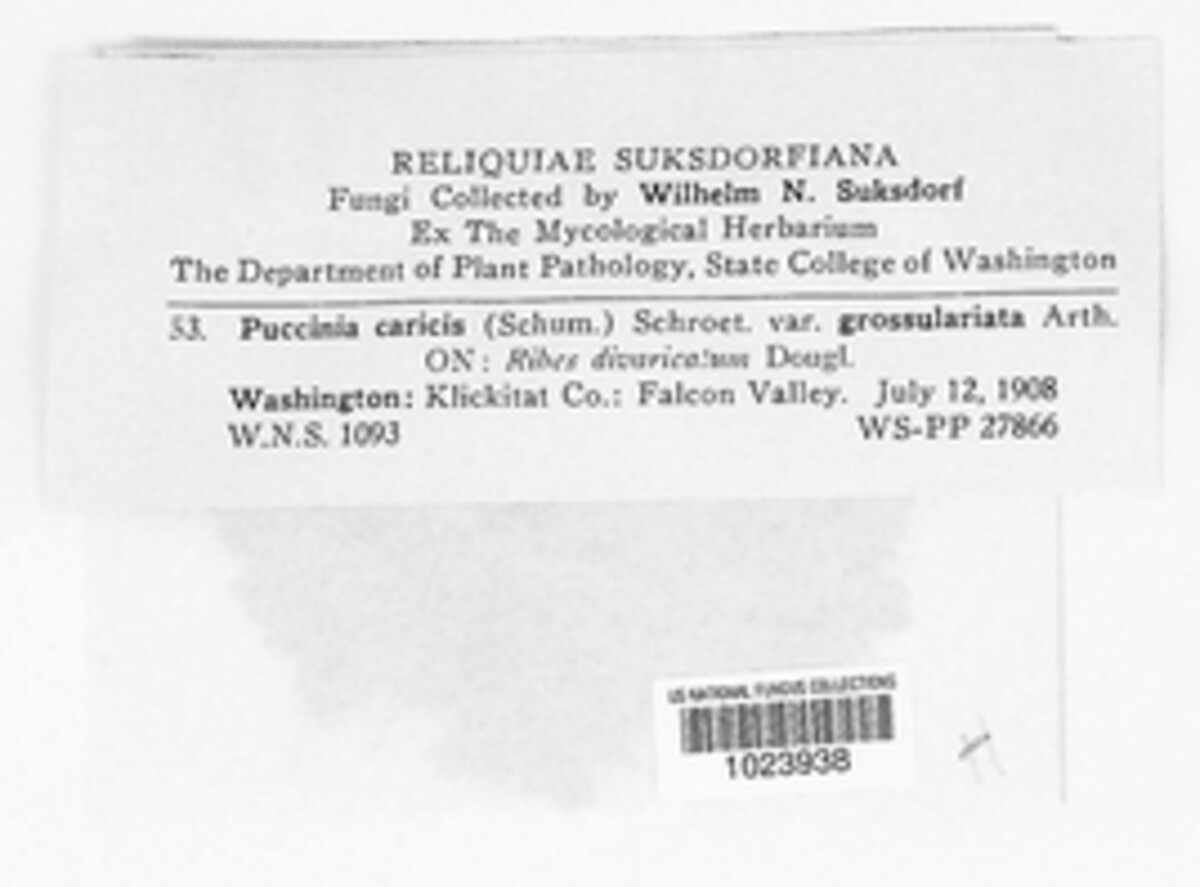 RELIQUIAE SUKSDORFIANA
Fungi Collected by Wilhelm N. Suksdorf
Ex The Mycological Herbarium
The Department of Plant Pathology, State College of Washington
53. Puccinia caricis (Schum.) Schroet. var. grossulariata Arth.
ON: Ribes divaricatum Dougl.
Washington: Klickitat Co.: Falcon Valley. July 12, 1908
W.N.S. 1093 WS-PP 27866
US NATIONAL FUNGUS COLLECTIONS
1023938